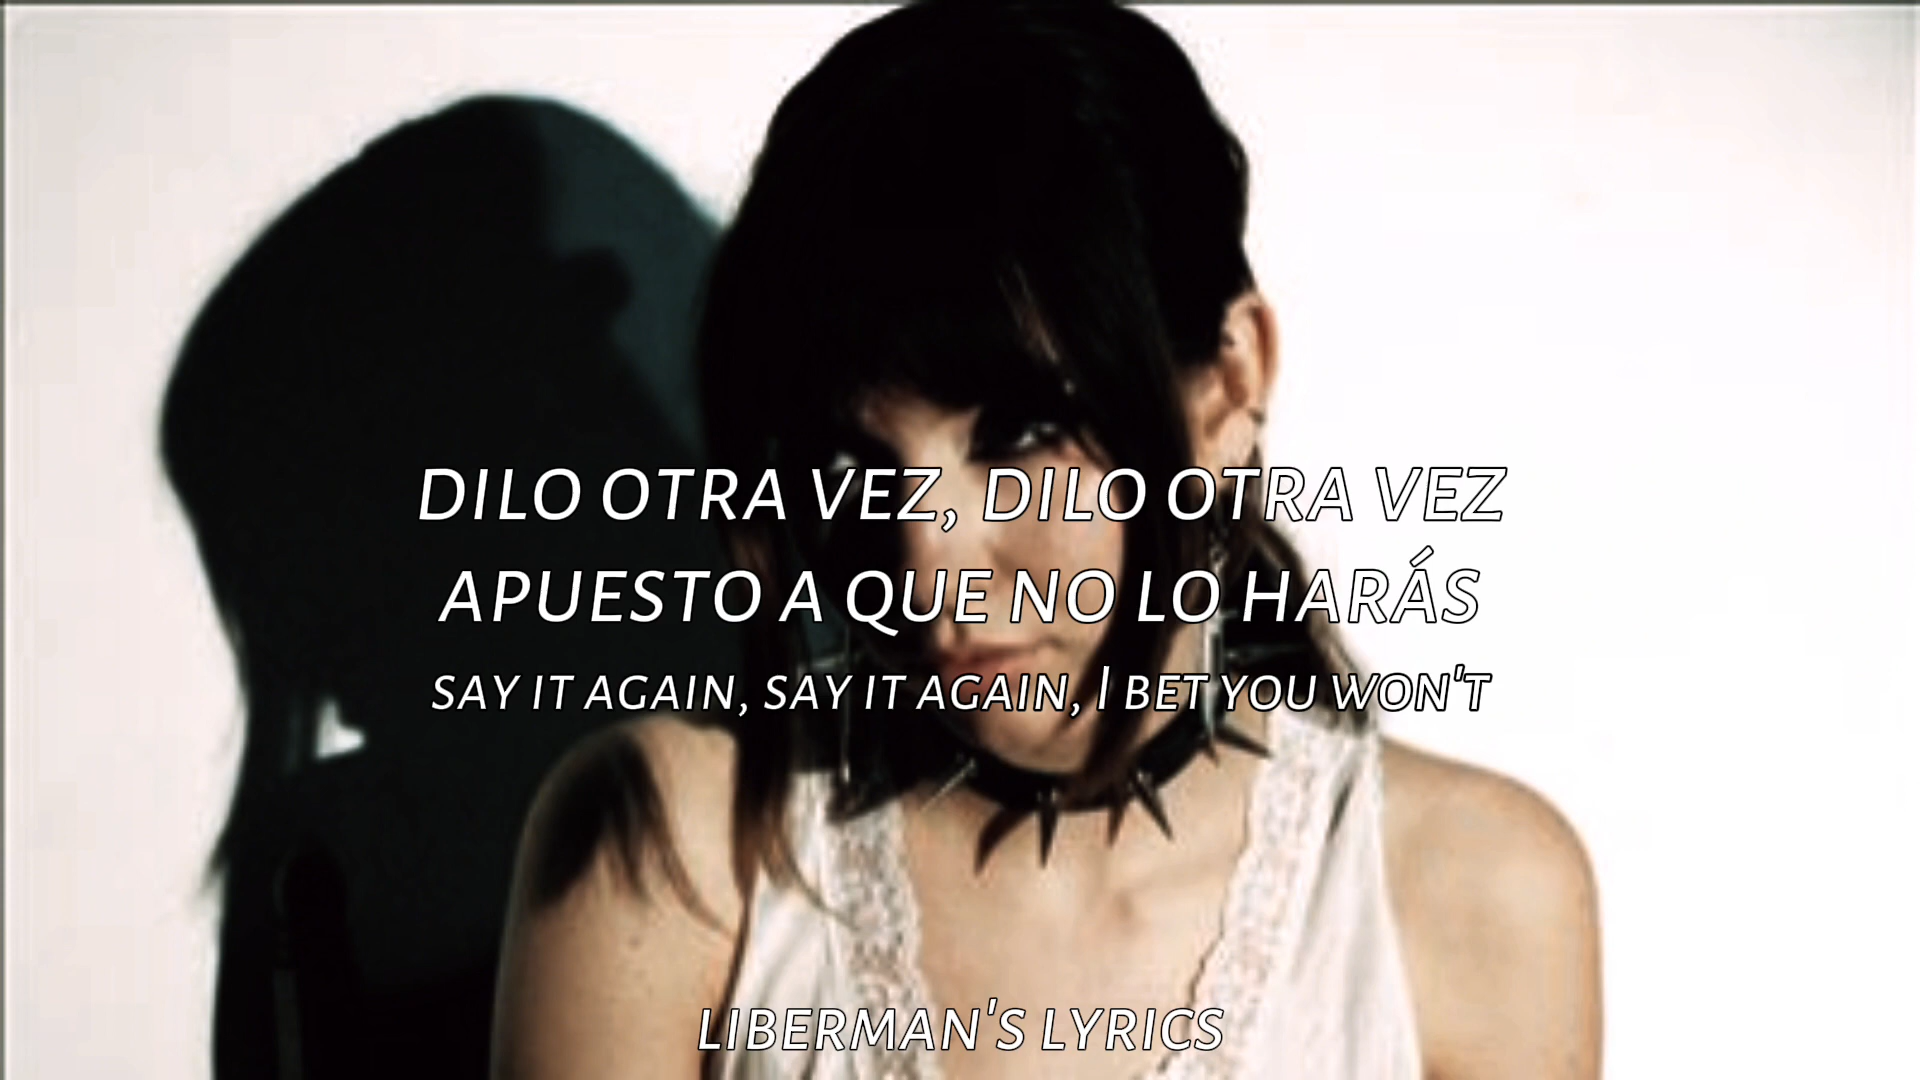 DILO OTRA VEZ, DILO OTRA VEZ
APUESTO A QUE NO LO HARÁS
SAY IT AGAIN, SAY IT AGAIN, I BET YOU WON'T
LIBERMAN'S LYRICS